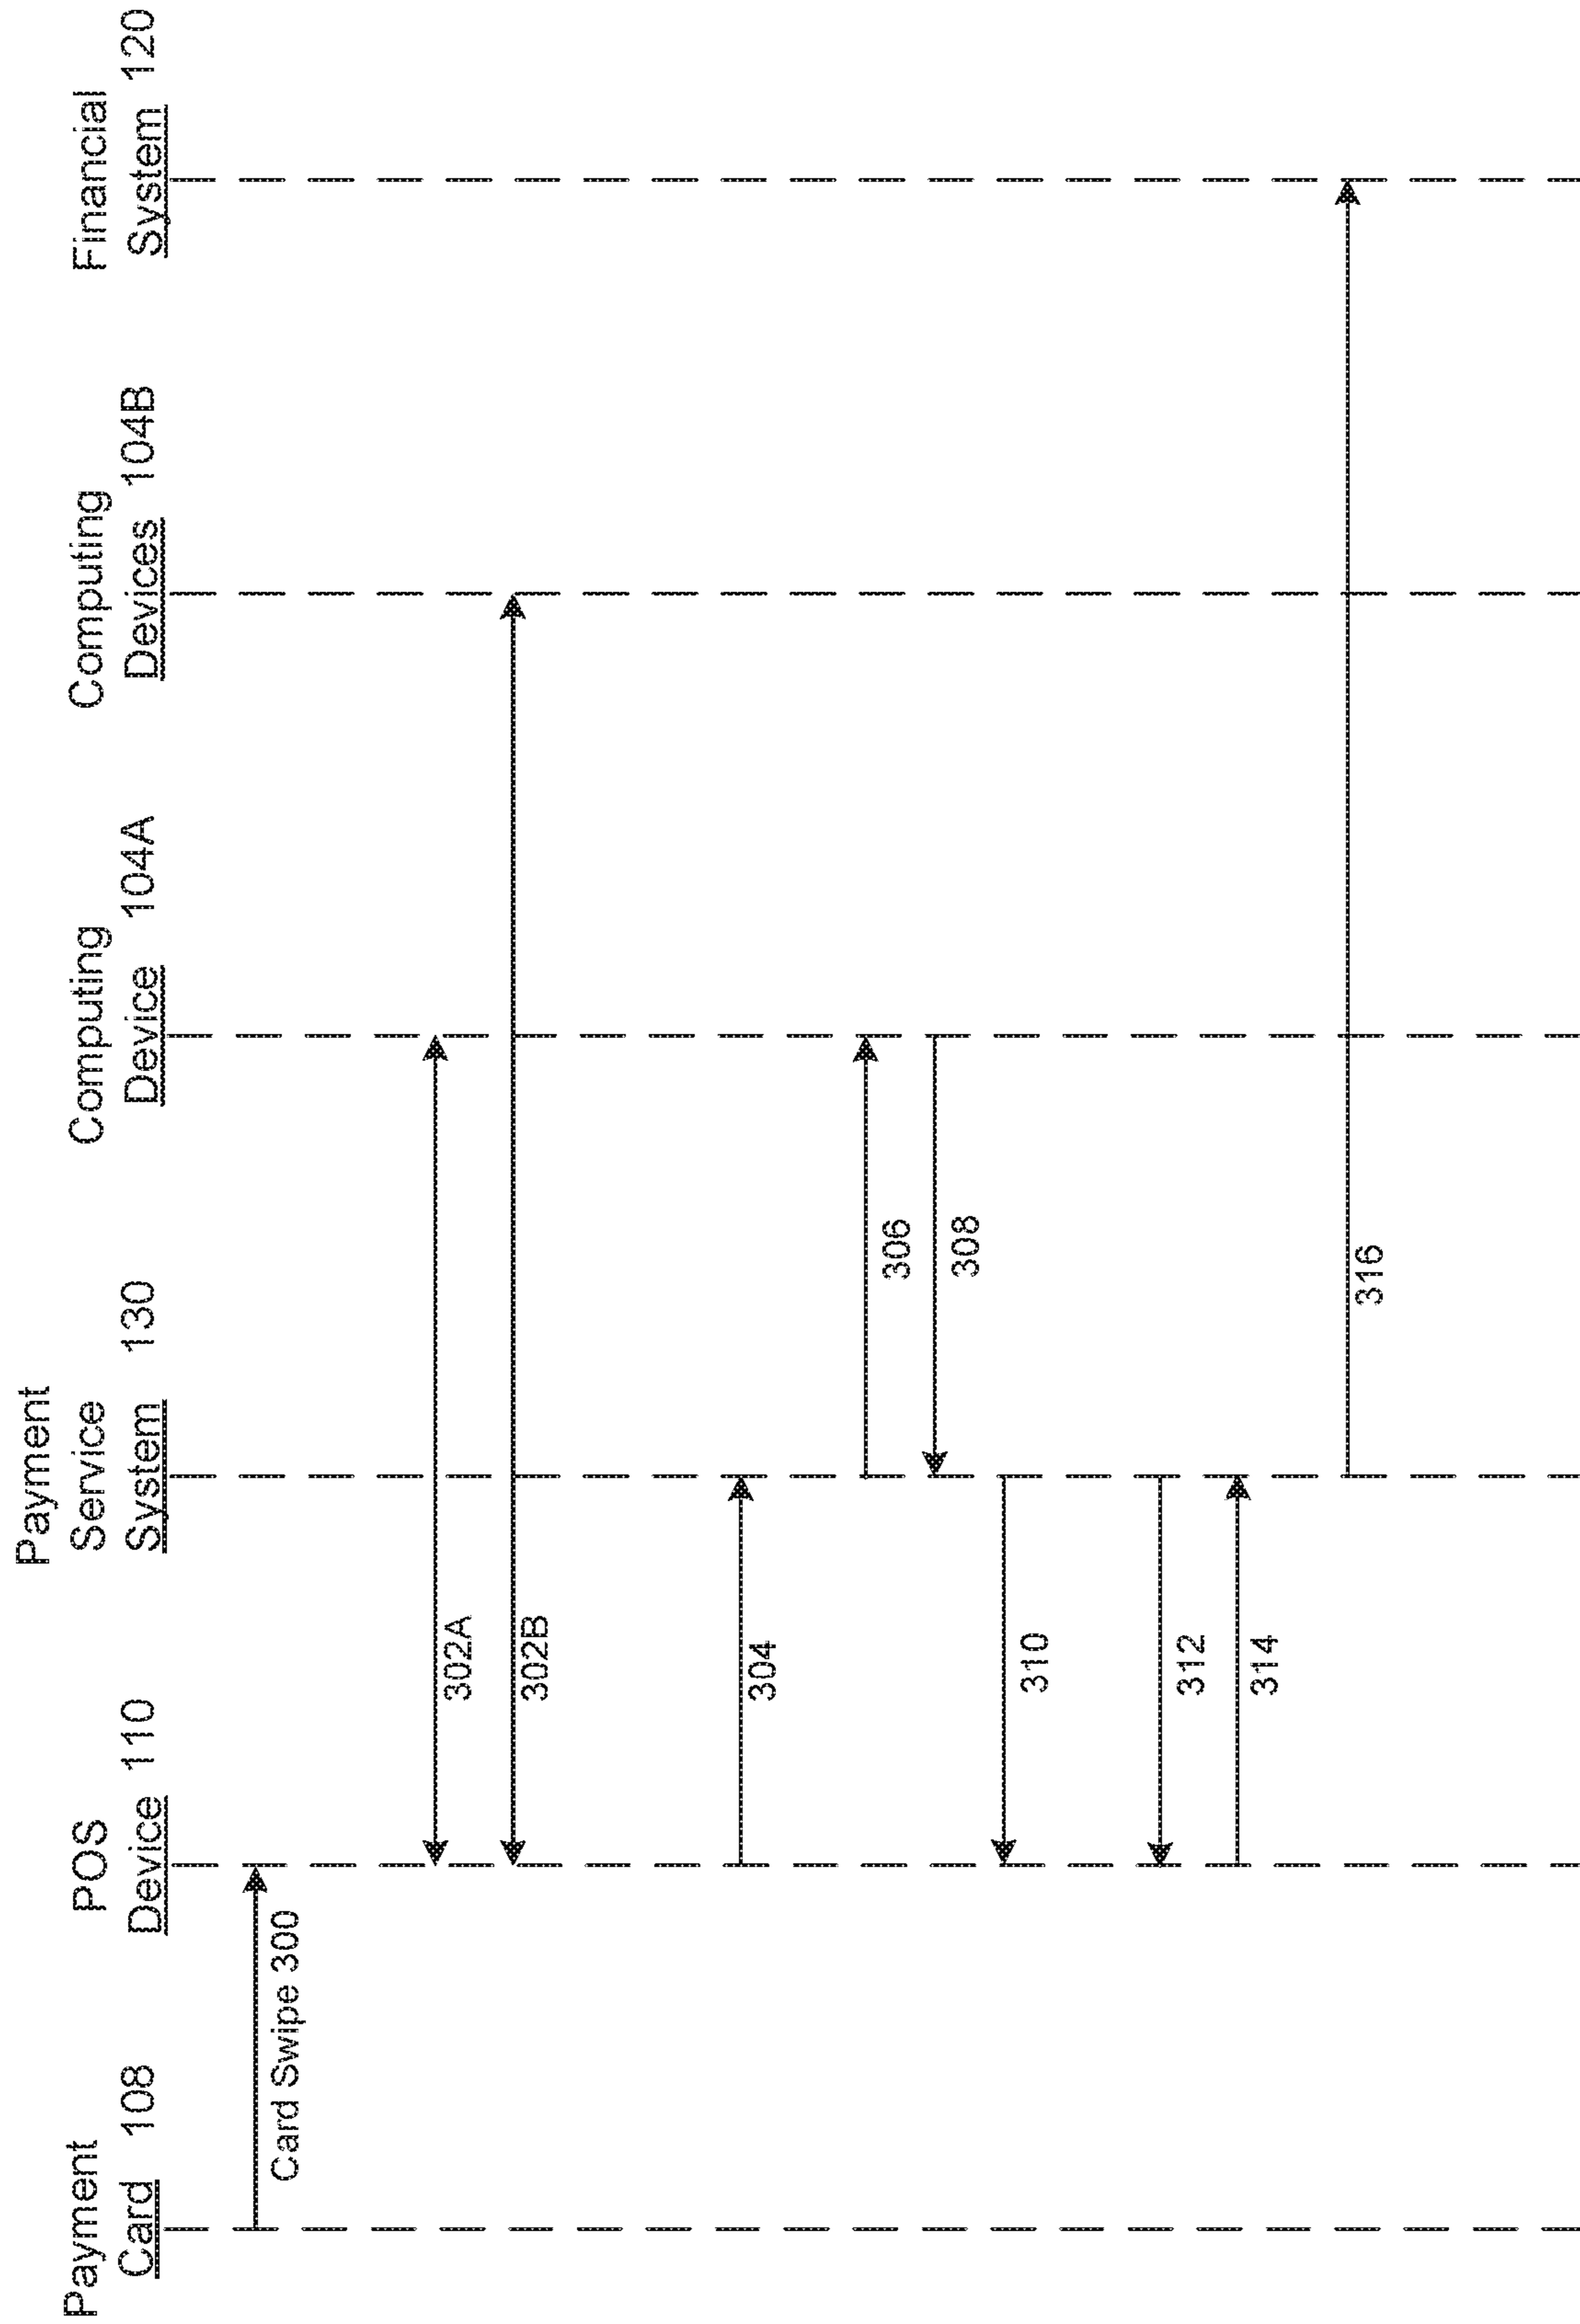 Payment
Card 108
POS
Device 110
Payment
Service
System 130
Computing
Device 104A
Computing
Devices 104B
Financial
System 120
Card Swipe 300
302A
302B
304
306
308
310
312
314
316